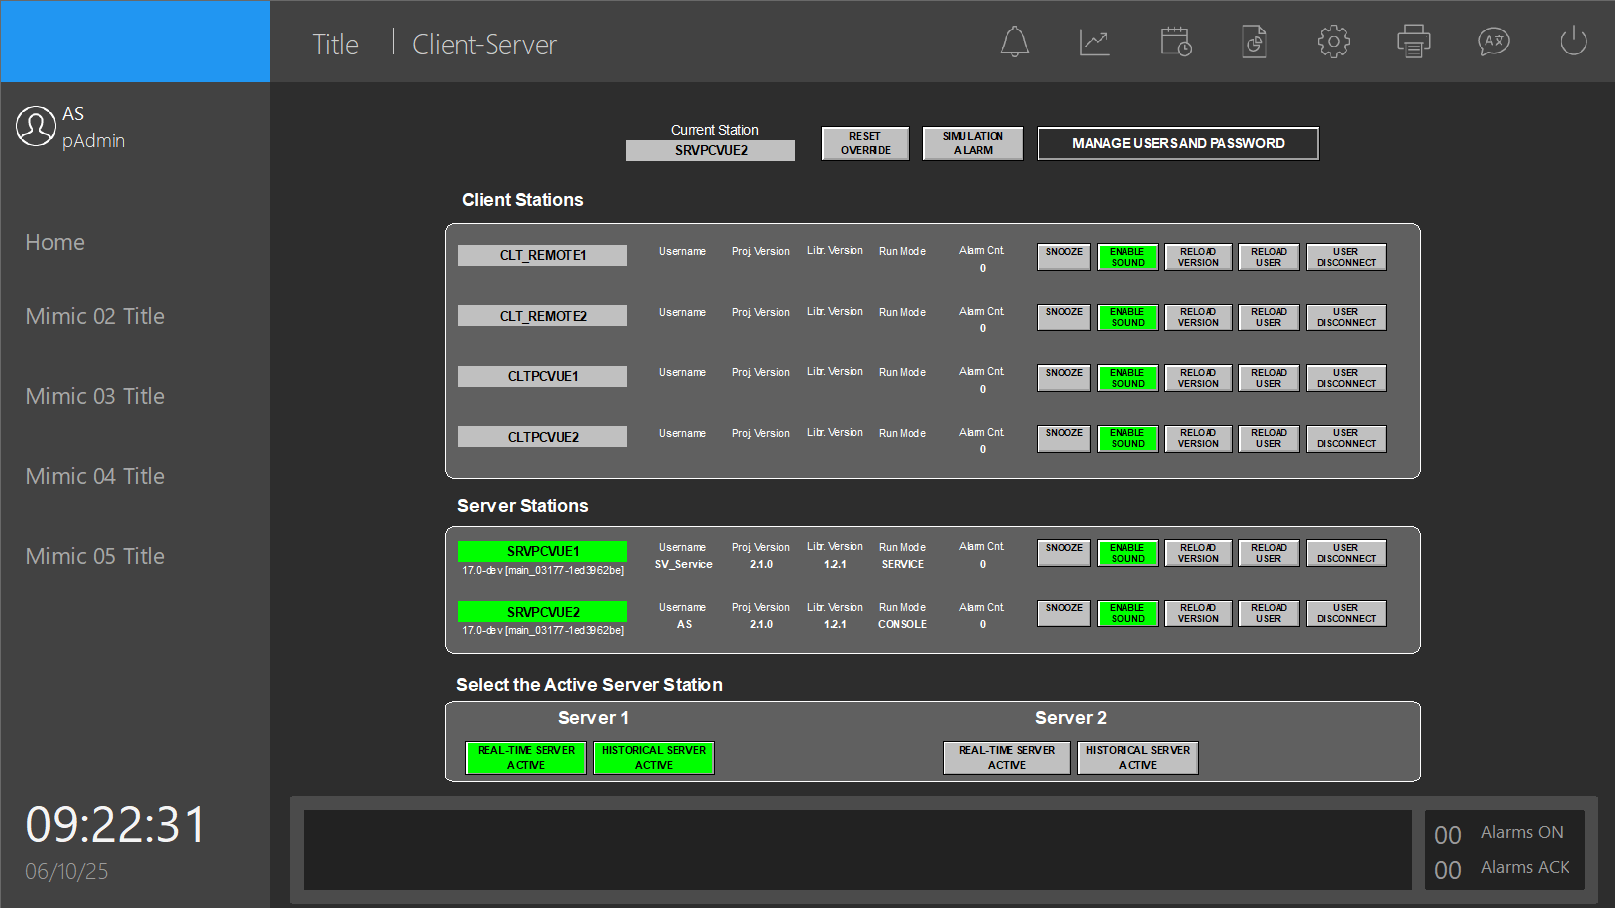 Title | Client-Server
AS
pAdmin
Home
Mimic 02 Title
Mimic 03 Title
Mimic 04 Title
Mimic 05 Title
09:22:31
06/10/25
Current Station
SRVPCVUE2
RESET
OVERRIDE
SIMULATION
ALARM
MANAGE USERS AND PASSWORD
Client Stations
CLT_REMOTE1
Username Proj. Version Libr. Version Run Mode Alarm Cnt.
0
SNOOZE
ENABLE
SOUND
RELOAD
VERSION
RELOAD
USER
USER
DISCONNECT
CLT_REMOTE2
Username Proj. Version Libr. Version Run Mode Alarm Cnt.
0
SNOOZE
ENABLE
SOUND
RELOAD
VERSION
RELOAD
USER
USER
DISCONNECT
CLTPCVUE1
Username Proj. Version Libr. Version Run Mode Alarm Cnt.
0
SNOOZE
ENABLE
SOUND
RELOAD
VERSION
RELOAD
USER
USER
DISCONNECT
CLTPCVUE2
Username Proj. Version Libr. Version Run Mode Alarm Cnt.
0
SNOOZE
ENABLE
SOUND
RELOAD
VERSION
RELOAD
USER
USER
DISCONNECT
Server Stations
SRVPCVUE1
17.0-dev [main_03177-1ed3962be]
Username Proj. Version Libr. Version Run Mode Alarm Cnt.
SV_Service 2.1.0 1.2.1 SERVICE 0
SNOOZE
ENABLE
SOUND
RELOAD
VERSION
RELOAD
USER
USER
DISCONNECT
SRVPCVUE2
17.0-dev [main_03177-1ed3962be]
Username Proj. Version Libr. Version Run Mode Alarm Cnt.
AS 2.1.0 1.2.1 CONSOLE 0
SNOOZE
ENABLE
SOUND
RELOAD
VERSION
RELOAD
USER
USER
DISCONNECT
Select the Active Server Station
Server 1
REAL-TIME SERVER
ACTIVE
HISTORICAL SERVER
ACTIVE
Server 2
REAL-TIME SERVER
ACTIVE
HISTORICAL SERVER
ACTIVE
00 Alarms ON
00 Alarms ACK